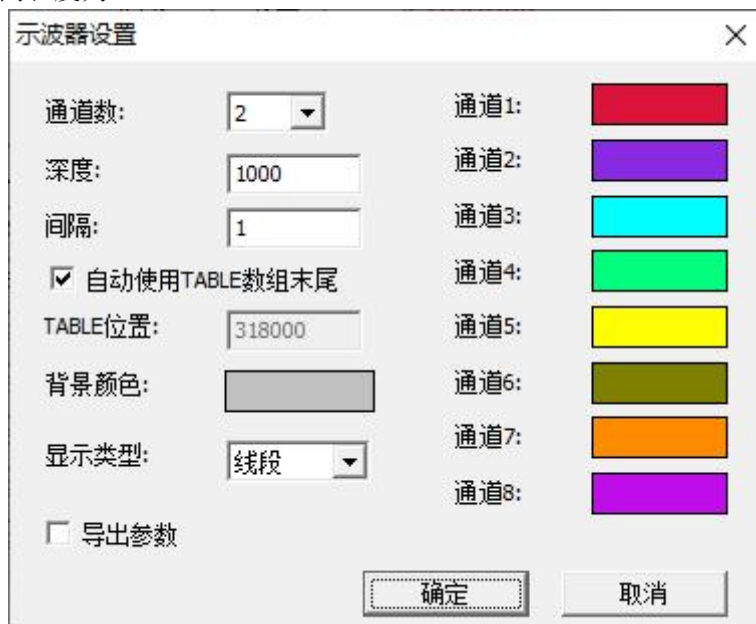 示波器设置
通道数: 2
深度: 1000
间隔: 1
自动使用TABLE数组末尾
TABLE位置: 318000
背景颜色:
显示类型: 线段
导出参数
通道1:
通道2:
通道3:
通道4:
通道5:
通道6:
通道7:
通道8:
确定 取消